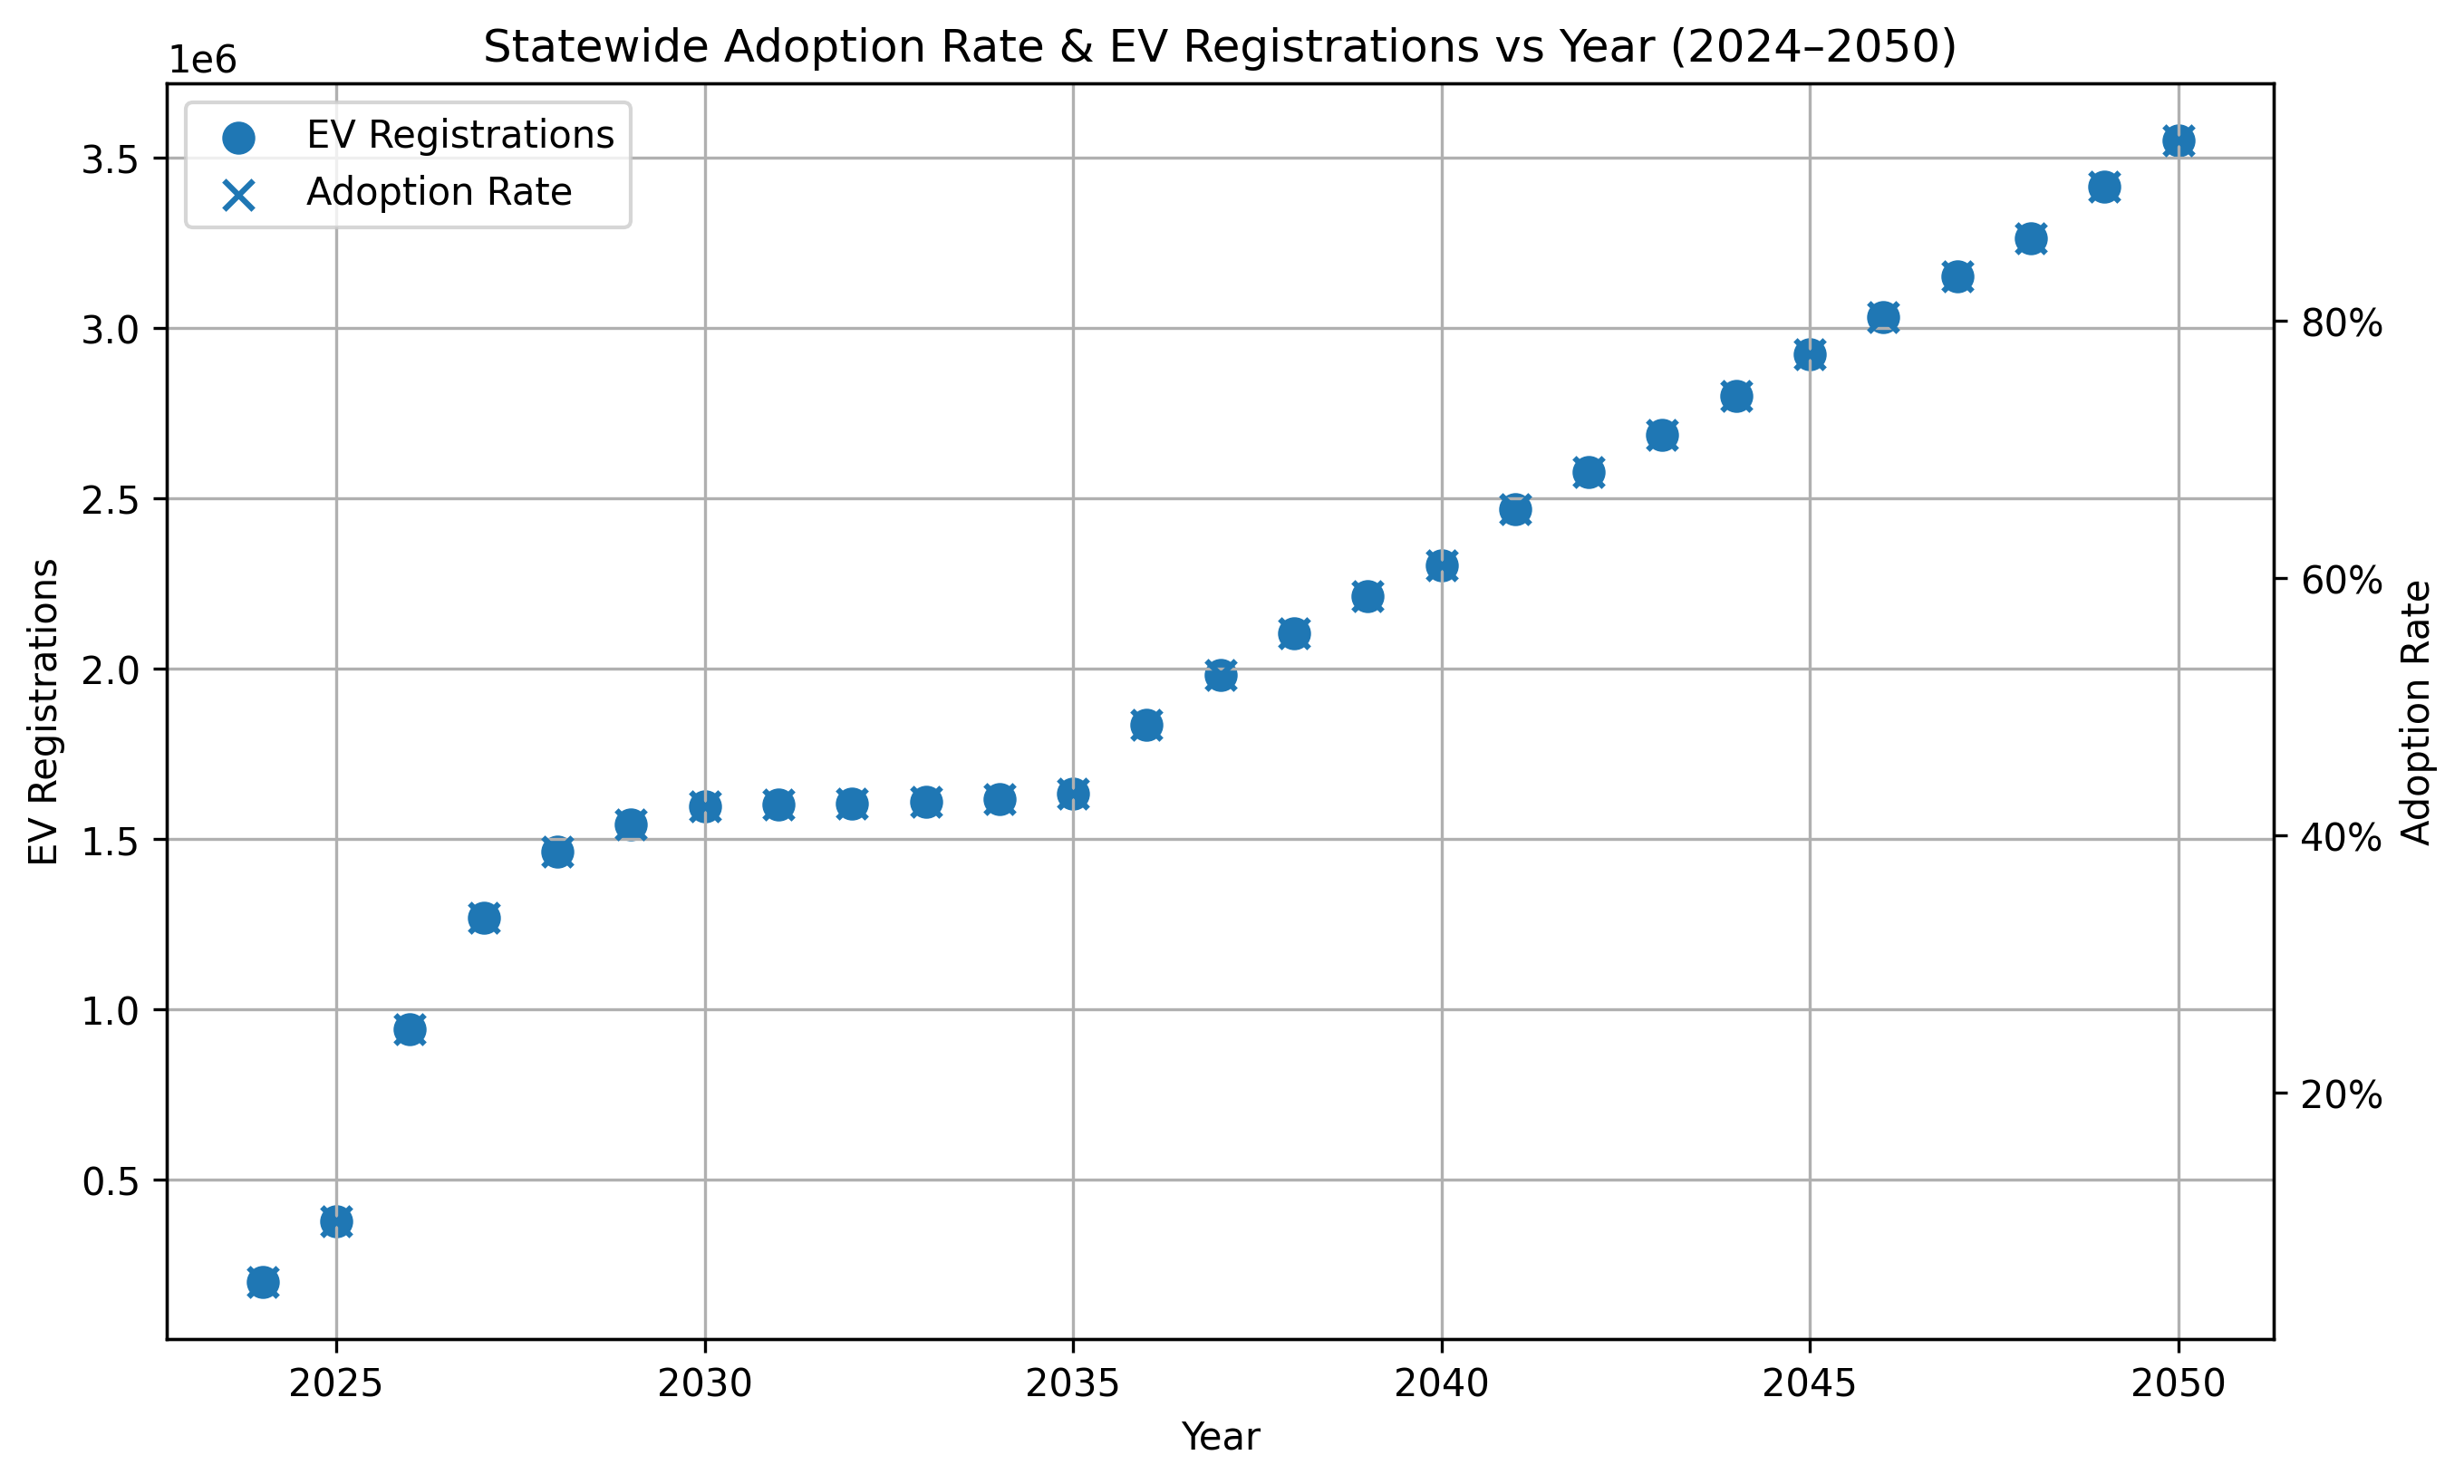 Statewide Adoption Rate & EV Registrations vs Year (2024–2050)
1e6
EV Registrations
Adoption Rate
3.5
3.0
2.5
2.0
1.5
1.0
0.5
EV Registrations
80%
60%
40%
20%
Adoption Rate
2025 2030 2035 2040 2045 2050
Year